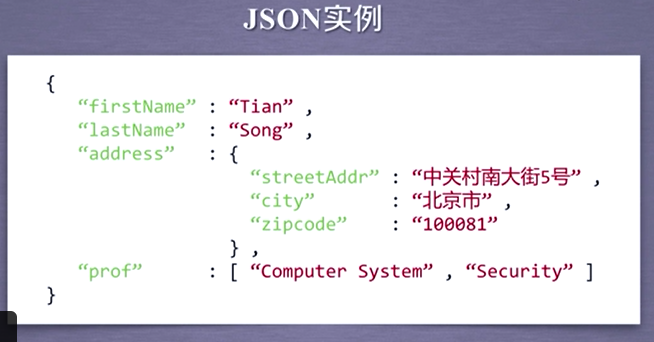 JSON实例
{
“firstName” : “Tian” ,
“lastName” : “Song” ,
“address” : {
“streetAddr” : “中关村南大街5号” ,
“city” : “北京市” ,
“zipcode” : “100081”
} ,
“prof” : [ “Computer System” , “Security” ]
}